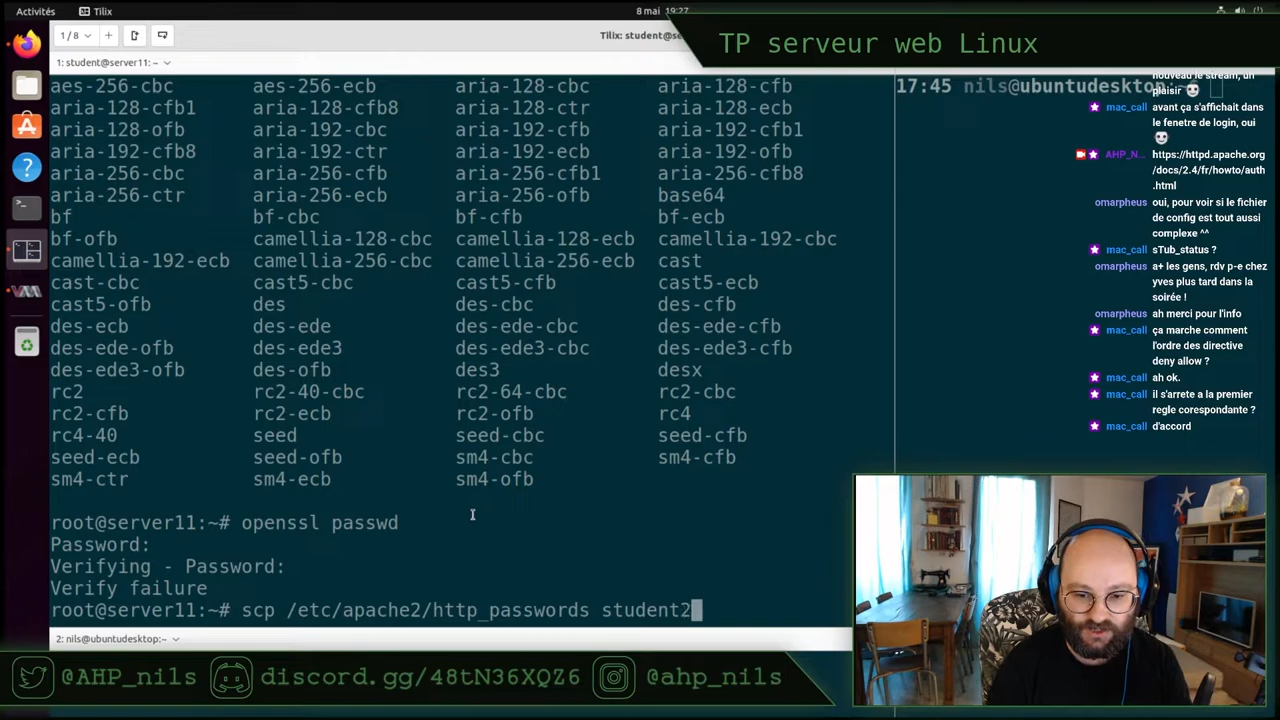 Activités
Tilix
8 mai 19:27
1 / 8
Tilix: student@se
TP serveur web Linux
1: student@server11: ~
aes-256-cbc aes-256-ecb aria-128-cbc aria-128-cfb
aria-128-cfb1 aria-128-cfb8 aria-128-ctr aria-128-ecb
aria-128-ofb aria-192-cbc aria-192-cfb aria-192-cfb1
aria-192-cfb8 aria-192-ctr aria-192-ecb aria-192-ofb
aria-256-cbc aria-256-cfb aria-256-cfb1 aria-256-cfb8
aria-256-ctr aria-256-ecb aria-256-ofb base64
bf bf-cbc bf-cfb bf-ecb
bf-ofb camellia-128-cbc camellia-128-ecb camellia-192-cbc
camellia-192-ecb camellia-256-cbc camellia-256-ecb cast
cast-cbc cast5-cbc cast5-cfb cast5-ecb
cast5-ofb des des-cbc des-cfb
des-ecb des-ede des-ede-cbc des-ede-cfb
des-ede-ofb des-ede3 des-ede3-cbc des-ede3-cfb
des-ede3-ofb des-ofb des3 desx
rc2 rc2-40-cbc rc2-64-cbc rc2-cbc
rc2-cfb rc2-ecb rc2-ofb rc4
rc4-40 seed seed-cbc seed-cfb
seed-ecb seed-ofb sm4-cbc sm4-cfb
sm4-ctr sm4-ecb sm4-ofb
root@server11:~# openssl passwd
Password:
Verifying - Password:
Verify failure
root@server11:~# scp /etc/apache2/http_passwords student2
2: nils@ubuntudesktop:~
17:45 nils@ubuntudesktop:~
nouveau le stream, un
plaisir
mac_call avant ça s'affichait dans
le fenetre de login, oui
AHP_N... https://httpd.apache.org
/docs/2.4/fr/howto/auth
.html
omarpheus oui, pour voir si le fichier
de config est tout aussi
complexe ^^
mac_call sTub_status ?
omarpheus a+ les gens, rdv p-e chez
yves plus tard dans la
soirée !
omarpheus ah merci pour l'info
mac_call ça marche comment
l'ordre des directive
deny allow ?
mac_call ah ok.
mac_call il s'arrete a la premier
regle corespondante ?
mac_call d'accord
@AHP_nils
discord.gg/48tN36XQZ6
@ahp_nils